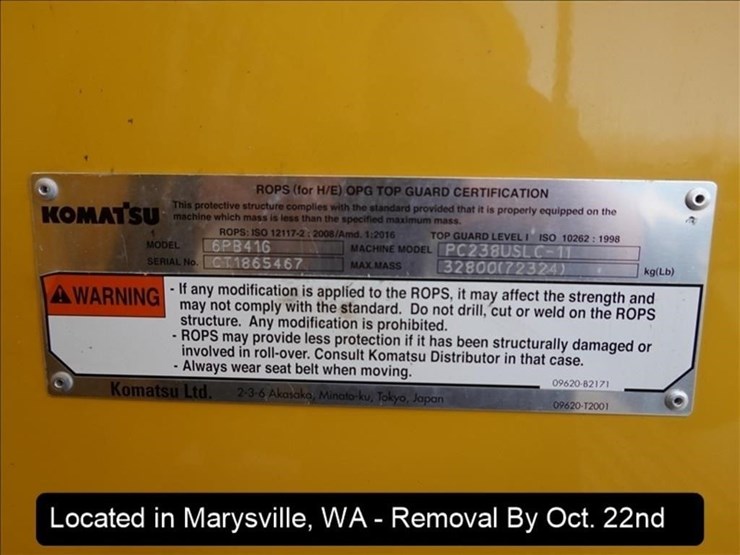 ROPS (for H/E) OPG TOP GUARD CERTIFICATION
KOMATSU
This protective structure complies with the standard provided that it is properly equipped on the
machine which mass is less than the specified maximum mass.
ROPS: ISO 12117-2 : 2008/Amd. 1:2016 TOP GUARD LEVEL I ISO 10262 : 1998
MODEL 6PB41G MACHINE MODEL PC238USLC-11
SERIAL No. CT1865467 MAX.MASS 32800(72324) kg(Lb)
WARNING
- If any modification is applied to the ROPS, it may affect the strength and
may not comply with the standard. Do not drill, cut or weld on the ROPS
structure. Any modification is prohibited.
- ROPS may provide less protection if it has been structurally damaged or
involved in roll-over. Consult Komatsu Distributor in that case.
- Always wear seat belt when moving.
09620-B2171
Komatsu Ltd. 2-3-6 Akasaka, Minato-ku, Tokyo, Japan
09620-T2001
Located in Marysville, WA - Removal By Oct. 22nd